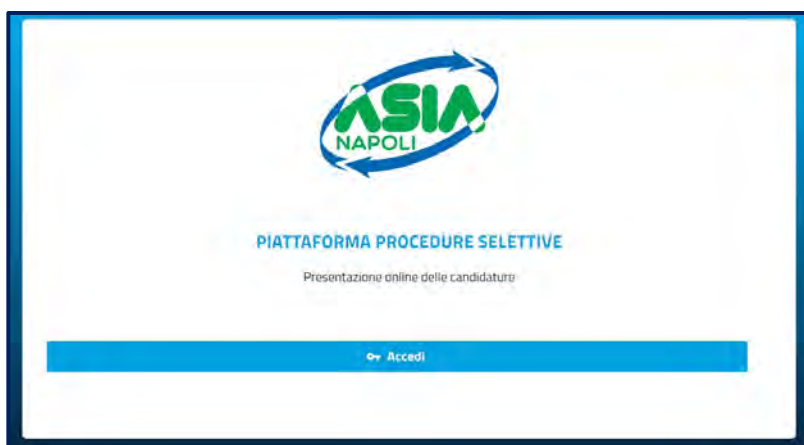 ASIA
NAPOLI
PIATTAFORMA PROCEDURE SELETTIVE
Presentazione online delle candidature
Accedi